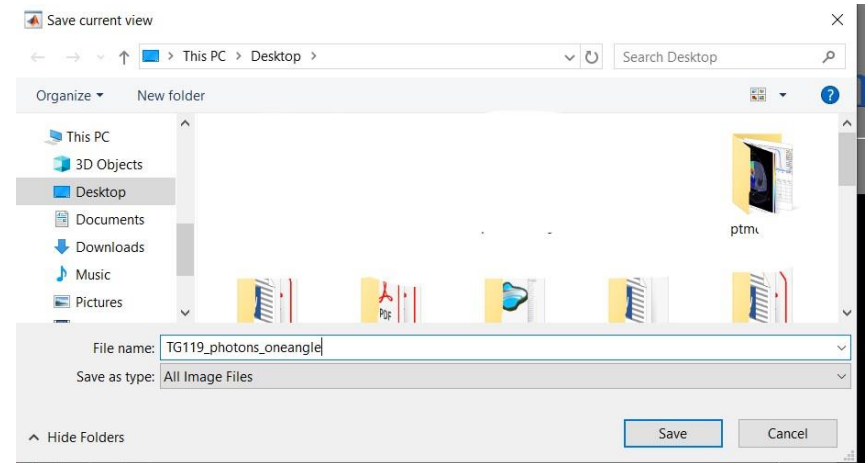 Save current view
This PC > Desktop >
Search Desktop
Organize
New folder
This PC
3D Objects
Desktop
Documents
Downloads
Music
Pictures
PDF
File name: TG119_photons_oneangle
Save as type: All Image Files
Hide Folders
Save
Cancel